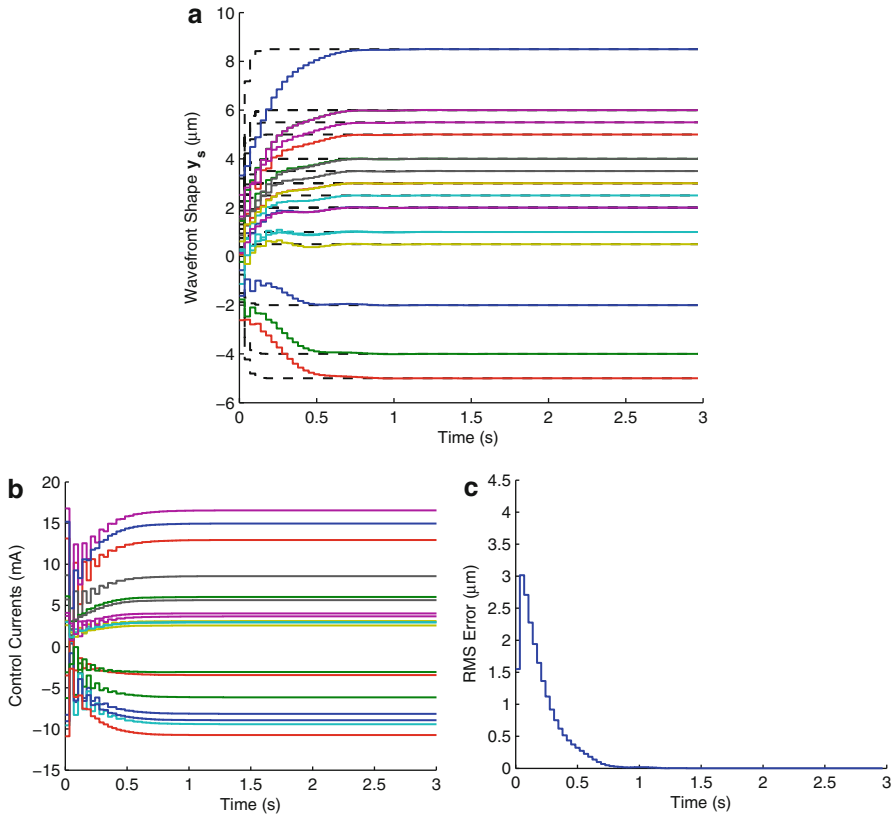 a
10
8
6
4
2
0
−2
−4
−6
Wavefront Shape ys (μm)
0 0.5 1 1.5 2 2.5 3
Time (s)
b
20
15
10
5
0
−5
−10
−15
Control Currents (mA)
0 0.5 1 1.5 2 2.5 3
Time (s)
c
4.5
4
3.5
3
2.5
2
1.5
1
0.5
0
RMS Error (μm)
0 0.5 1 1.5 2 2.5 3
Time (s)